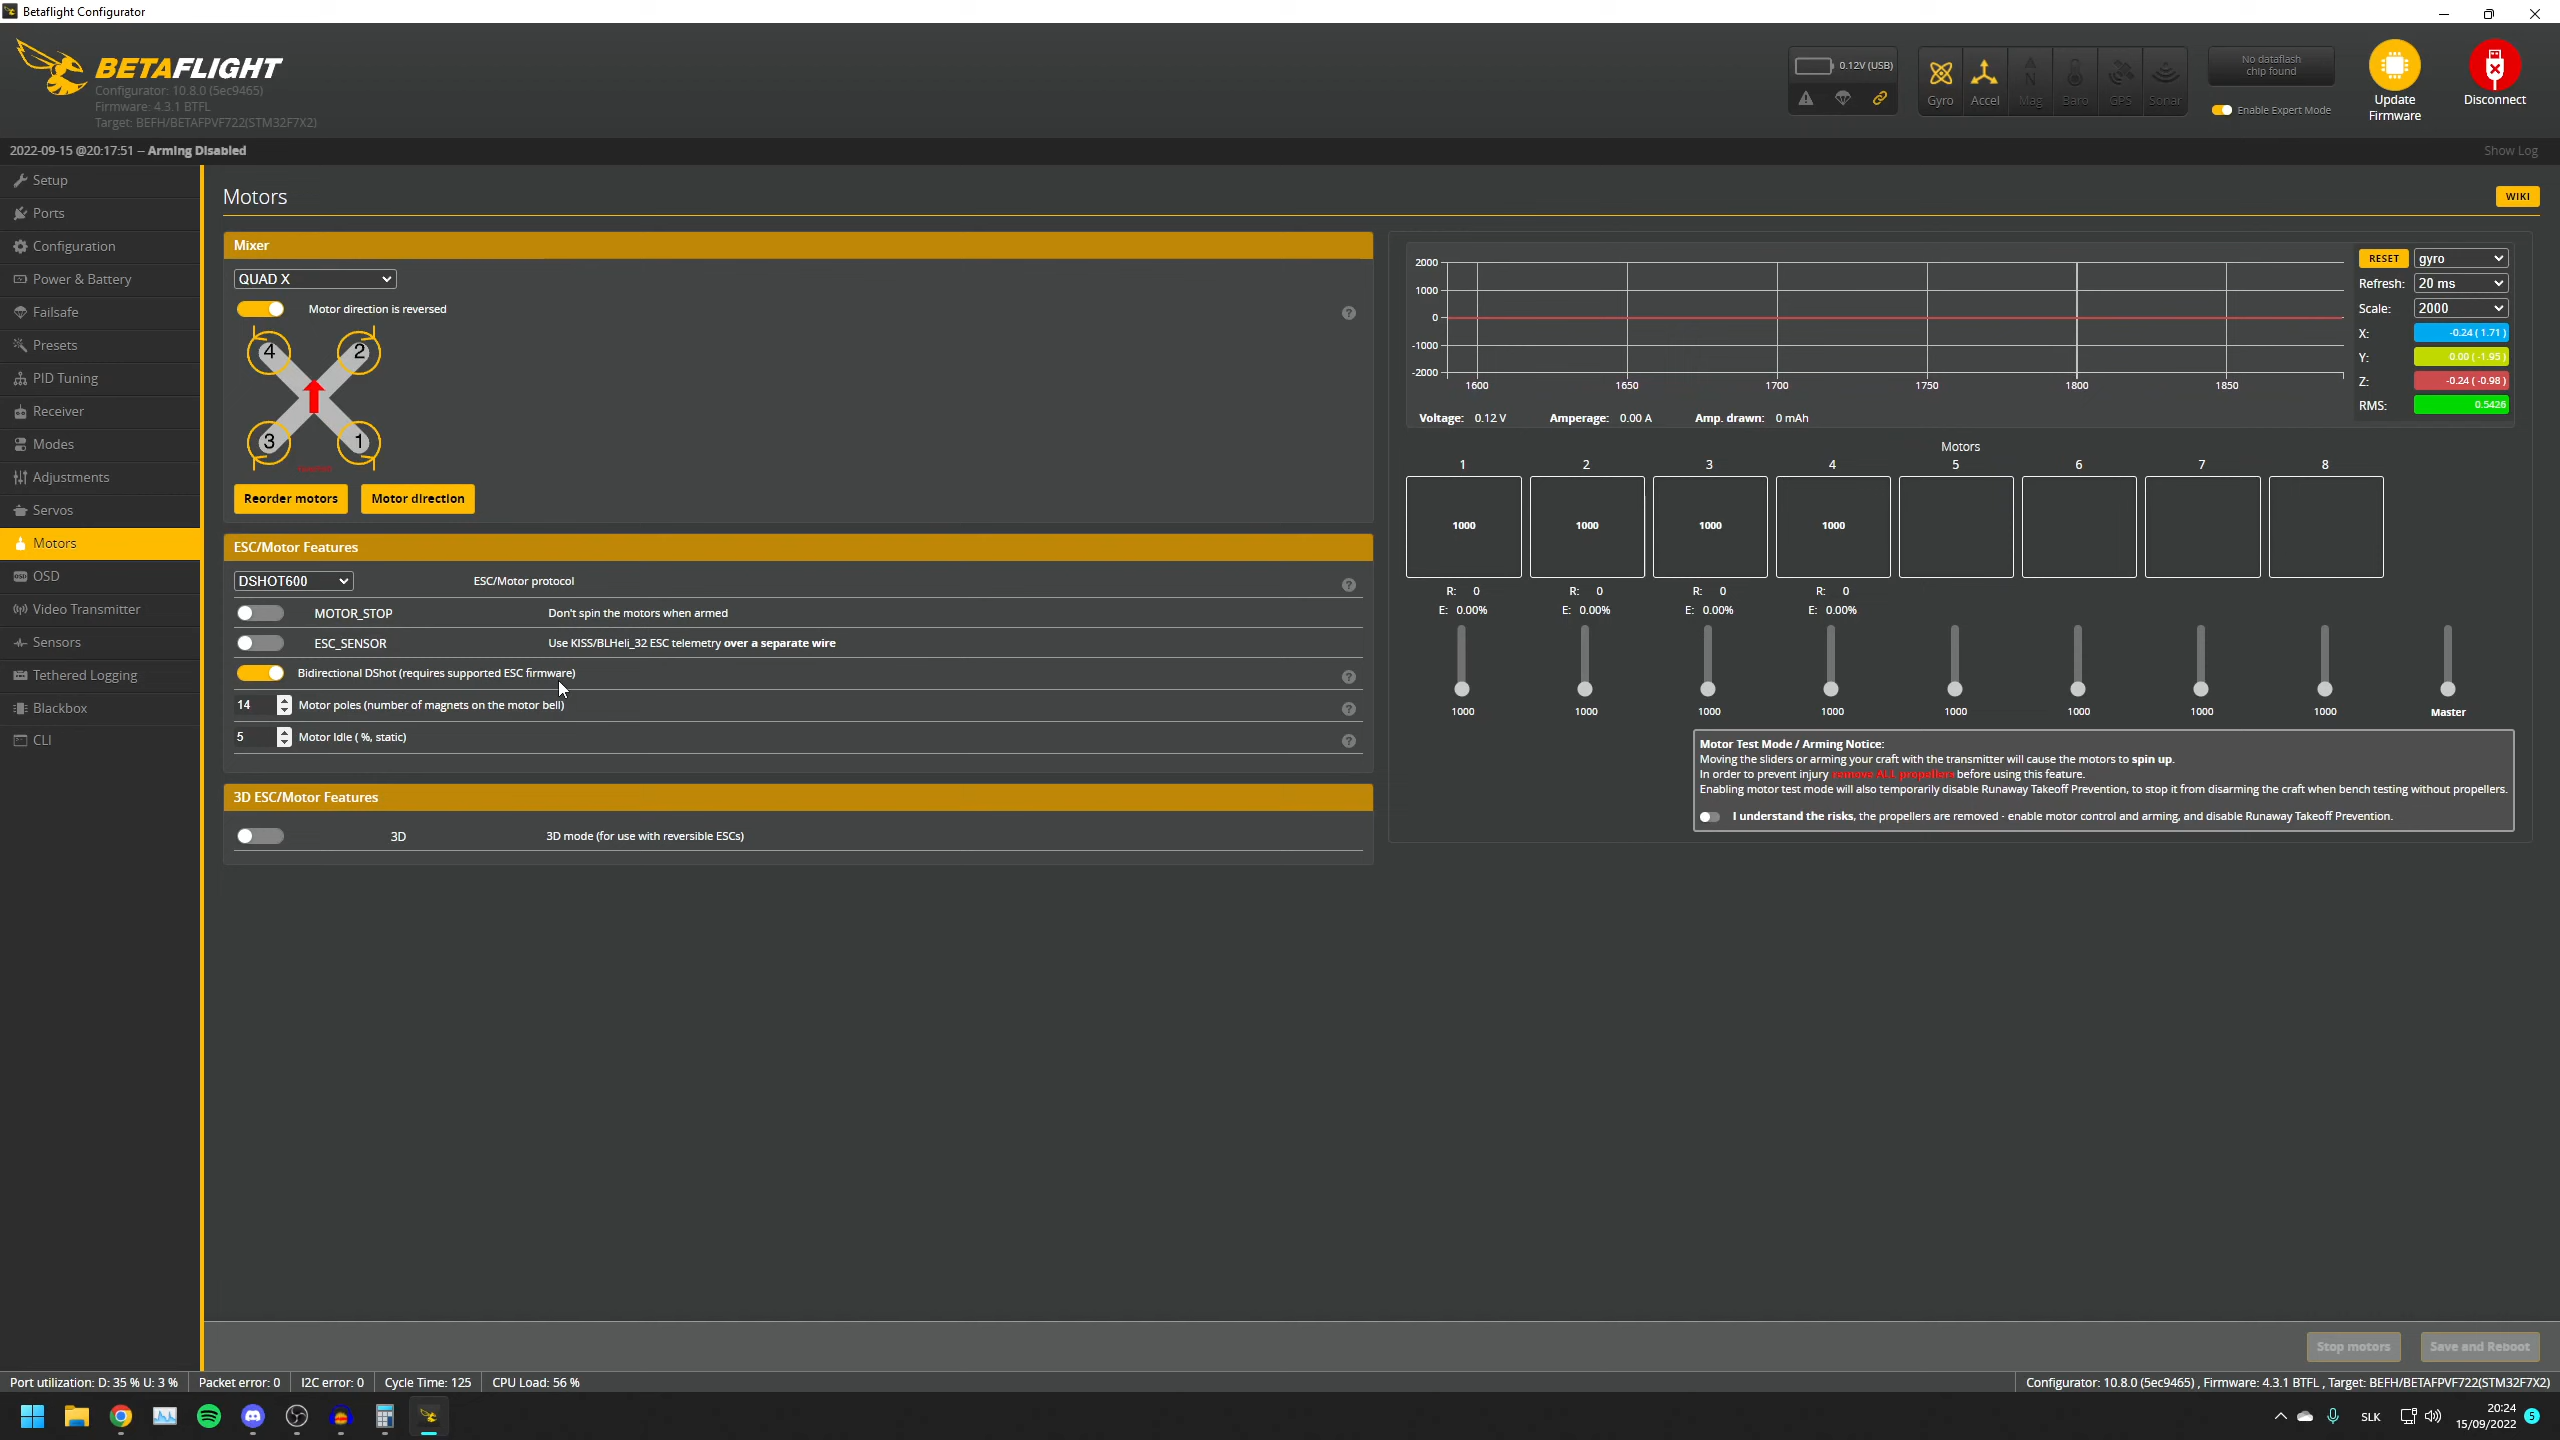 Betaflight Configurator
BETAFLIGHT
Configurator: 10.8.0 (5ec9465)
Firmware: 4.3.1 BTFL
Target: BEFH/BETAFPVF722(STM32F7X2)
0.12V (USB)
Gyro
Accel
Mag
Baro
GPS
Sonar
No dataflash
chip found
Enable Expert Mode
Update
Firmware
Disconnect
2022-09-15 @20:17:51 -- Arming Disabled
Show Log
Setup
Ports
Configuration
Power & Battery
Failsafe
Presets
PID Tuning
Receiver
Modes
Adjustments
Servos
Motors
OSD
Video Transmitter
Sensors
Tethered Logging
Blackbox
CLI
Motors
WIKI
Mixer
QUAD X
Motor direction is reversed
4
2
3
1
Reorder motors
Motor direction
ESC/Motor Features
DSHOT600
ESC/Motor protocol
MOTOR_STOP
Don't spin the motors when armed
ESC_SENSOR
Use KISS/BLHeli_32 ESC telemetry over a separate wire
Bidirectional DShot (requires supported ESC firmware)
14
Motor poles (number of magnets on the motor bell)
5
Motor Idle ( %, static)
3D ESC/Motor Features
3D
3D mode (for use with reversible ESCs)
2000
1000
0
-1000
-2000
1600
1650
1700
1750
1800
1850
RESET
gyro
Refresh:
20 ms
Scale:
2000
X:
-0.24 ( 1.71 )
Y:
0.00 ( -1.95 )
Z:
-0.24 ( -0.98 )
RMS:
0.5426
Voltage: 0.12 V
Amperage: 0.00 A
Amp. drawn: 0 mAh
Motors
1 2 3 4 5 6 7 8
1000 1000 1000 1000
R: 0 R: 0 R: 0 R: 0
E: 0.00% E: 0.00% E: 0.00% E: 0.00%
1000 1000 1000 1000 1000 1000 1000 1000 Master
Motor Test Mode / Arming Notice:
Moving the sliders or arming your craft with the transmitter will cause the motors to spin up.
In order to prevent injury remove ALL propellers before using this feature.
Enabling motor test mode will also temporarily disable Runaway Takeoff Prevention, to stop it from disarming the craft when bench testing without propellers.
I understand the risks, the propellers are removed - enable motor control and arming, and disable Runaway Takeoff Prevention.
Stop motors
Save and Reboot
Port utilization: D: 35 % U: 3 %
Packet error: 0
I2C error: 0
Cycle Time: 125
CPU Load: 56 %
Configurator: 10.8.0 (5ec9465) , Firmware: 4.3.1 BTFL , Target: BEFH/BETAFPVF722(STM32F7X2)
SLK
20:24
15/09/2022
5